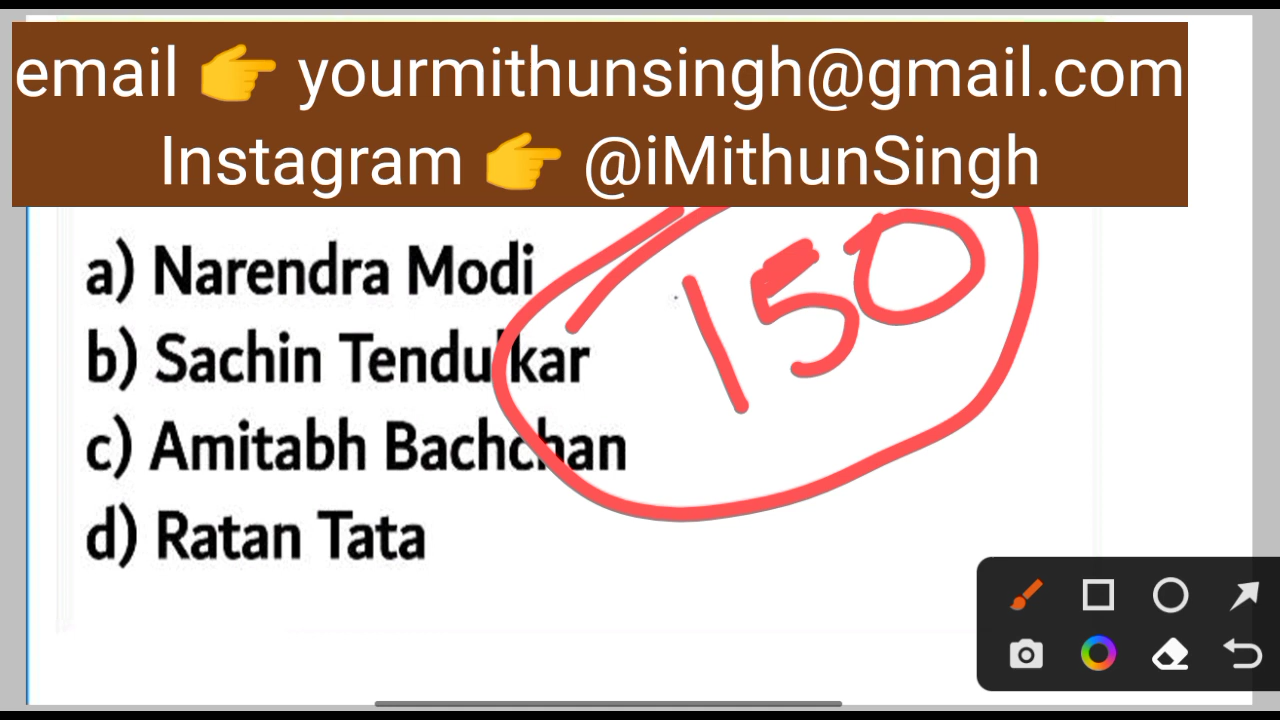 email 👉 yourmithunsingh@gmail.com
Instagram 👉 @iMithunSingh
a) Narendra Modi
150
b) Sachin Tendulkar
c) Amitabh Bachchan
d) Ratan Tata